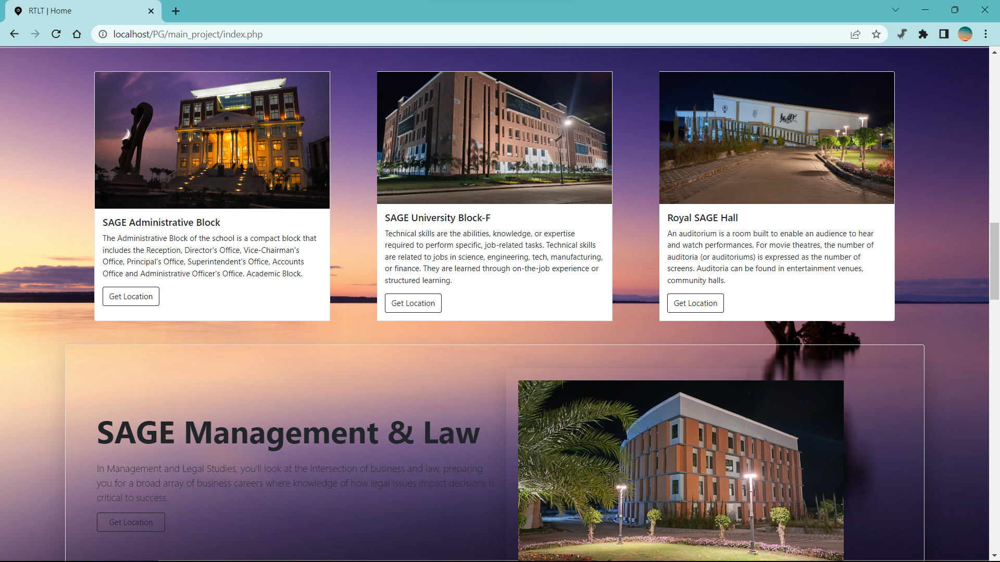 RTLT | Home
localhost/PG/main_project/index.php
SAGE ADMINISTRATIVE BLOCK
SAGE Administrative Block
The Administrative Block of the school is a compact block that
includes the Reception, Director's Office, Vice-Chairman's
Office, Principal's Office, Superintendent's Office, Accounts
Office and Administrative Officer's Office. Academic Block.
Get Location
SAGE University Block-F
Technical skills are the abilities, knowledge, or expertise
required to perform specific, job-related tasks. Technical skills
are related to jobs in science, engineering, tech, manufacturing,
or finance. They are learned through on-the-job experience or
structured learning.
Get Location
Royal SAGE Hall
An auditorium is a room built to enable an audience to hear
and watch performances. For movie theatres, the number of
auditoria (or auditoriums) is expressed as the number of
screens. Auditoria can be found in entertainment venues,
community halls.
Get Location
SAGE Management & Law
In Management and Legal Studies, you'll look at the intersection of business and law, preparing
you for a broad array of business careers where knowledge of how legal issues impact decisions is
critical to success.
Get Location